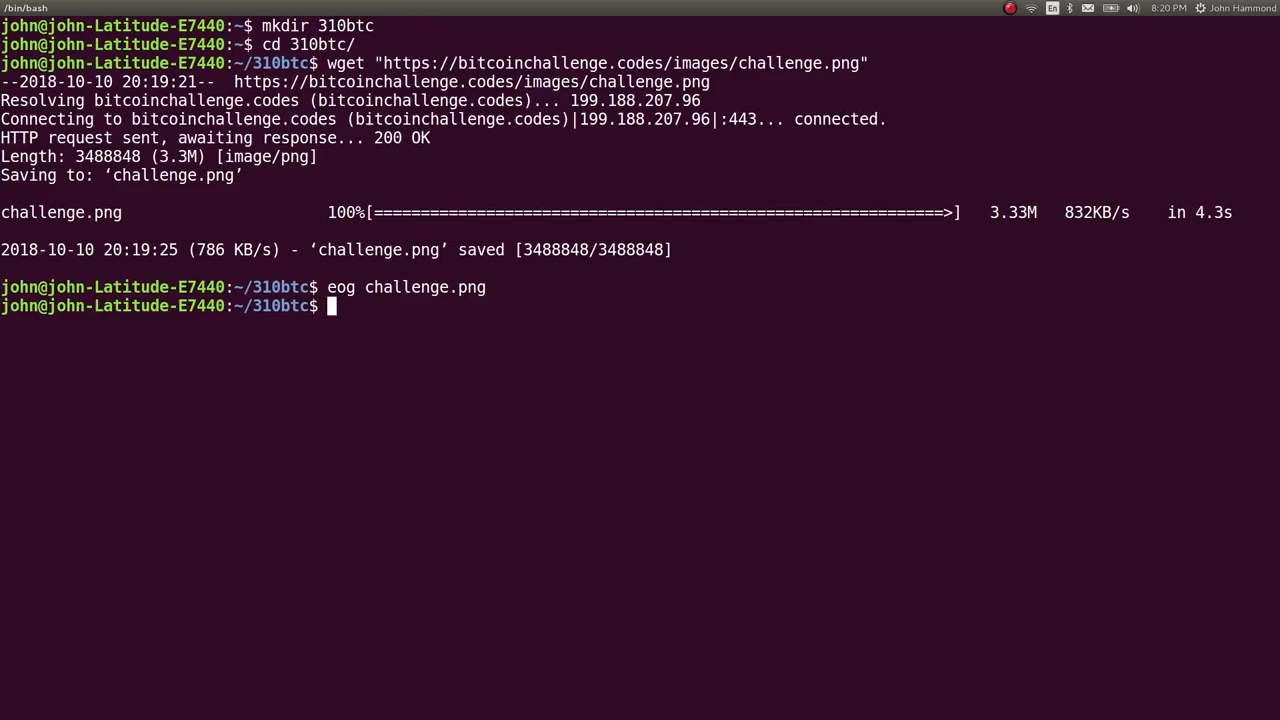 /bin/bash En 8:20 PM John Hammond
john@john-Latitude-E7440:~$ mkdir 310btc
john@john-Latitude-E7440:~$ cd 310btc/
john@john-Latitude-E7440:~/310btc$ wget "https://bitcoinchallenge.codes/images/challenge.png"
--2018-10-10 20:19:21--  https://bitcoinchallenge.codes/images/challenge.png
Resolving bitcoinchallenge.codes (bitcoinchallenge.codes)... 199.188.207.96
Connecting to bitcoinchallenge.codes (bitcoinchallenge.codes)|199.188.207.96|:443... connected.
HTTP request sent, awaiting response... 200 OK
Length: 3488848 (3.3M) [image/png]
Saving to: ‘challenge.png’
challenge.png                      100%[=============================================================>]   3.33M   832KB/s    in 4.3s
2018-10-10 20:19:25 (786 KB/s) - ‘challenge.png’ saved [3488848/3488848]
john@john-Latitude-E7440:~/310btc$ eog challenge.png
john@john-Latitude-E7440:~/310btc$